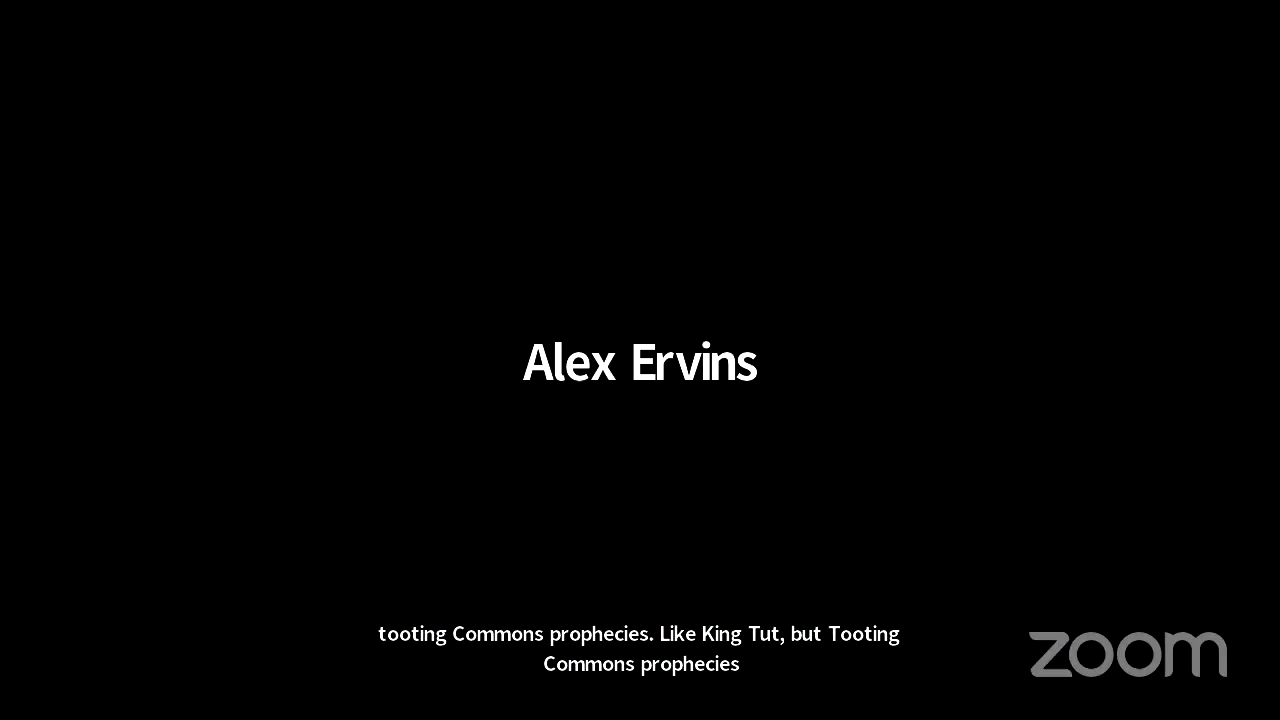 Alex Ervins
tooting Commons prophecies. Like King Tut, but Tooting
Commons prophecies
zoom